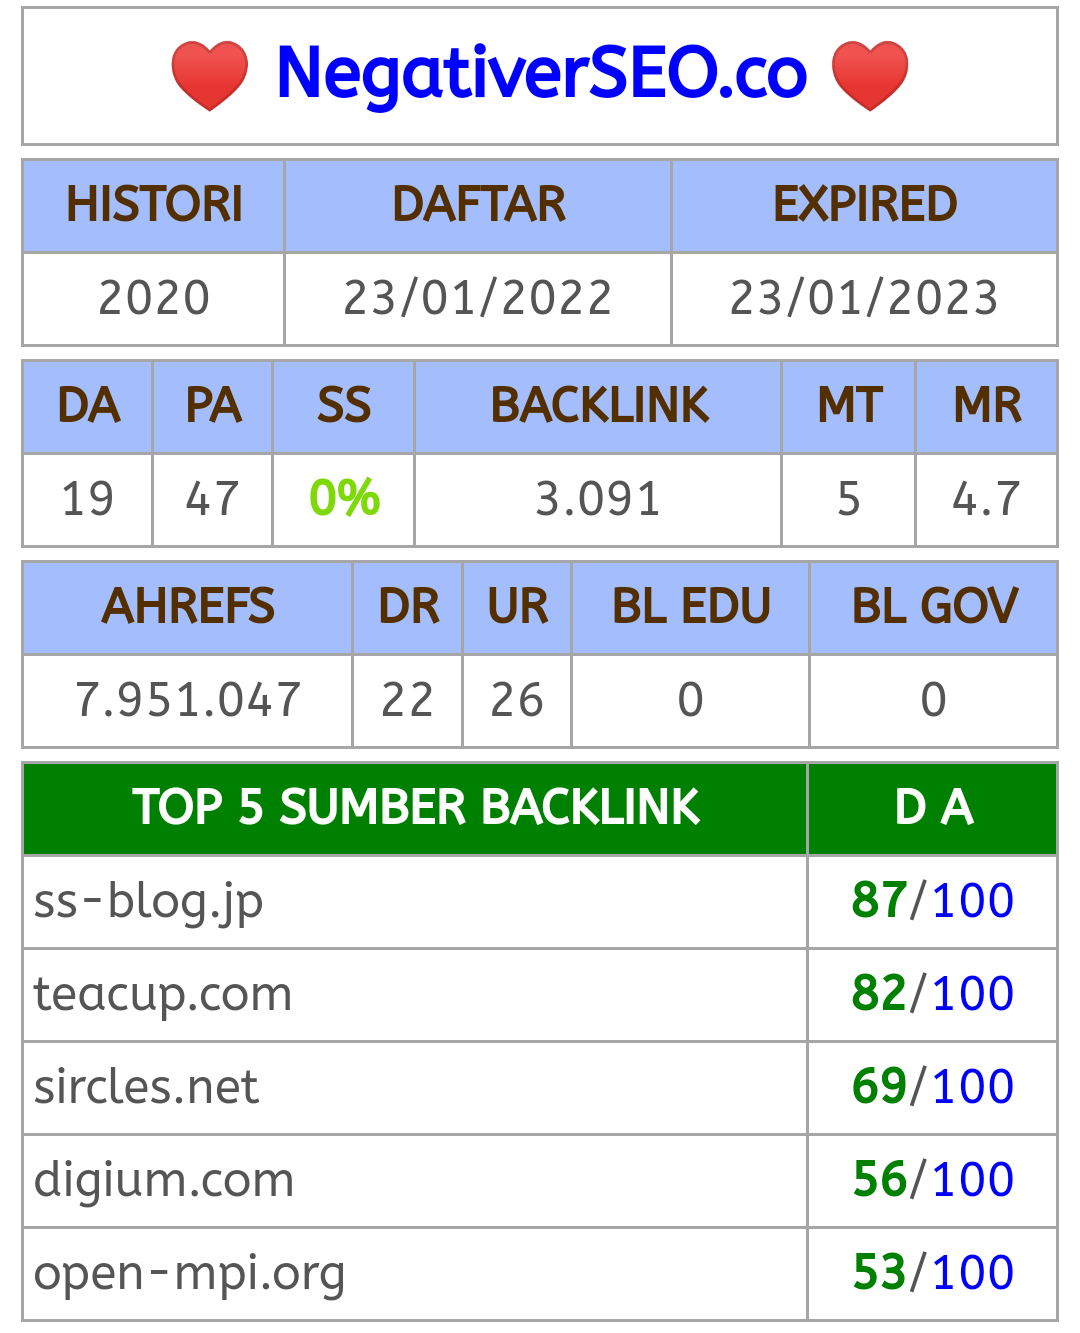 NegativerSEO.co
HISTORI DAFTAR EXPIRED
2020 23/01/2022 23/01/2023
DA PA SS BACKLINK MT MR
19 47 0% 3.091 5 4.7
AHREFS DR UR BL EDU BL GOV
7.951.047 22 26 0 0
TOP 5 SUMBER BACKLINK D A
ss-blog.jp 87/100
teacup.com 82/100
sircles.net 69/100
digium.com 56/100
open-mpi.org 53/100